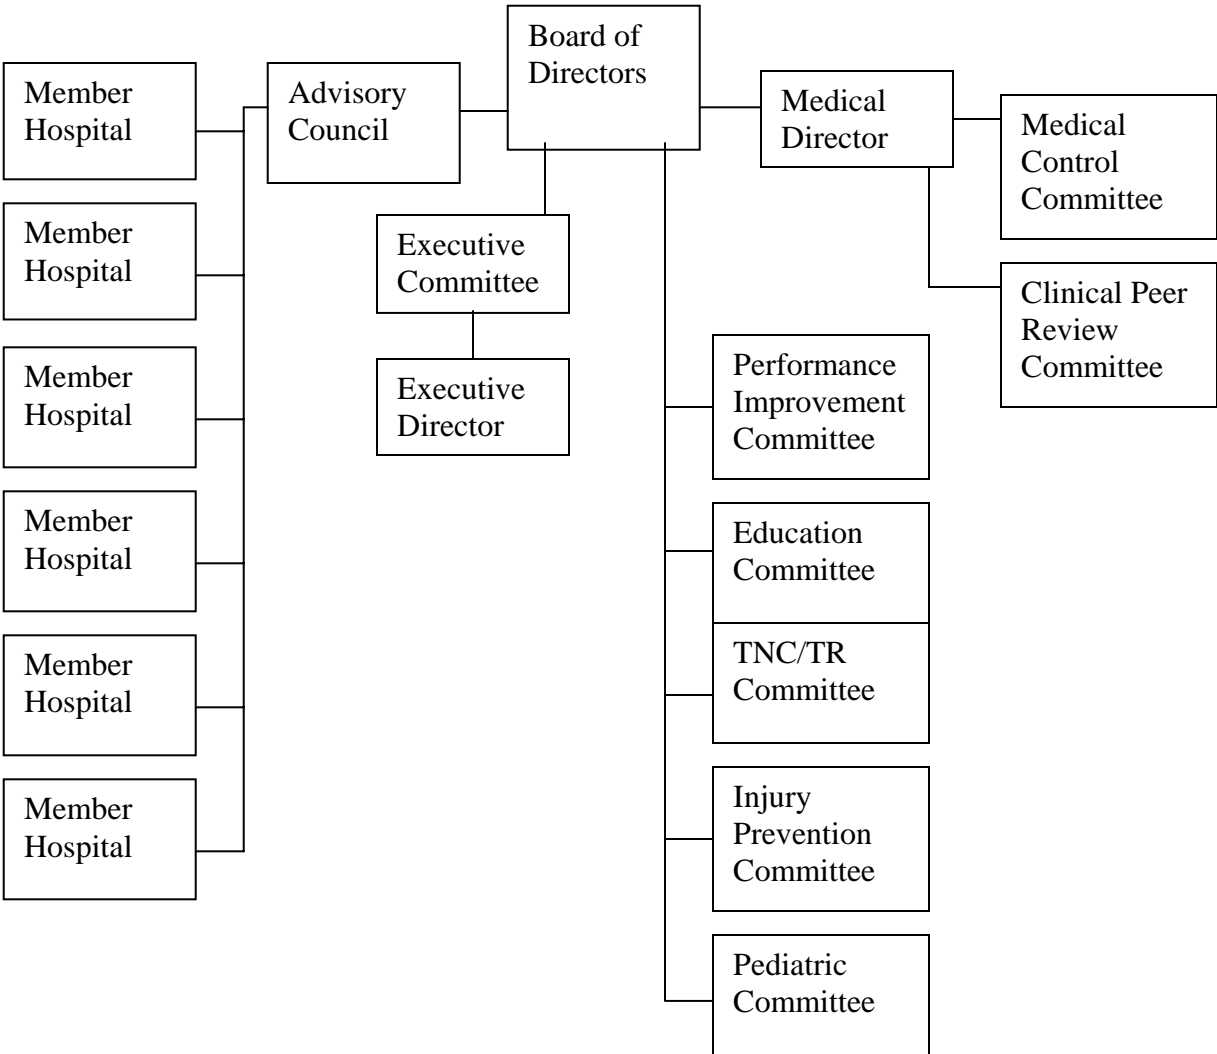 Board of
Directors
Member
Hospital
Advisory
Council
Medical
Director
Medical
Control
Committee
Member
Hospital
Executive
Committee
Clinical Peer
Review
Committee
Member
Hospital
Executive
Director
Performance
Improvement
Committee
Member
Hospital
Education
Committee
Member
Hospital
TNC/TR
Committee
Member
Hospital
Injury
Prevention
Committee
Pediatric
Committee